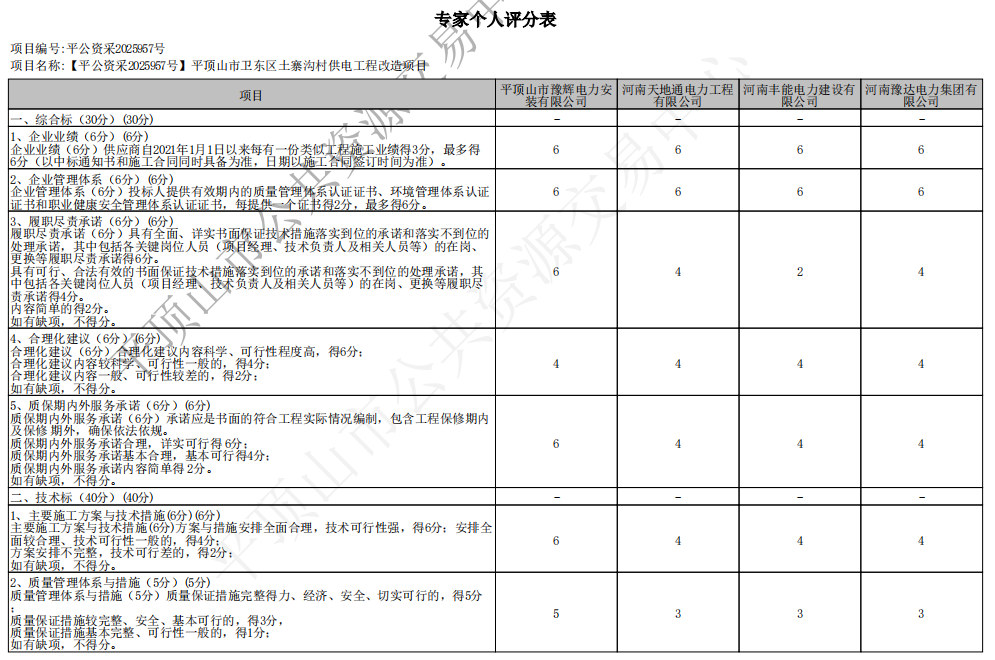 专家个人评分表
项目编号:平公资采2025957号
项目名称:【平公资采2025957号】平顶山市卫东区土寨沟村供电工程改造项目
项目 平顶山市豫辉电力安装有限公司 河南天地通电力工程有限公司 河南丰能电力建设有限公司 河南豫达电力集团有限公司
一、综合标（30分）(30分) － － － －
1、企业业绩（6分）(6分)
企业业绩（6分）供应商自2021年1月1日以来每有一份类似工程施工业绩得3分，最多得
6分（以中标通知书和施工合同同时具备为准，日期以施工合同签订时间为准）。
6 6 6 6
2、企业管理体系（6分）(6分)
企业管理体系（6分）投标人提供有效期内的质量管理体系认证证书、环境管理体系认证
证书和职业健康安全管理体系认证证书，每提供一个证书得2分，最多得6分。
6 6 6 6
3、履职尽责承诺（6分）(6分)
履职尽责承诺（6分）具有全面、详实书面保证技术措施落实到位的承诺和落实不到位的
处理承诺，其中包括各关键岗位人员（项目经理、技术负责人及相关人员等）的在岗、
更换等履职尽责承诺得6分。
具有可行、合法有效的书面保证技术措施落实到位的承诺和落实不到位的处理承诺，其
中包括各关键岗位人员（项目经理、技术负责人及相关人员等）的在岗、更换等履职尽
责承诺得4分。
内容简单的得2分。
如有缺项，不得分。
6 4 2 4
4、合理化建议（6分）(6分)
合理化建议（6分）合理化建议内容科学、可行性程度高，得6分；
合理化建议内容较科学、可行性一般的，得4分；
合理化建议内容一般、可行性较差的，得2分；
如有缺项，不得分。
4 4 4 4
5、质保期内外服务承诺（6分）(6分)
质保期内外服务承诺（6分）承诺应是书面的符合工程实际情况编制，包含工程保修期内
及保修 期外，确保依法依规。
质保期内外服务承诺合理，详实可行得 6分；
质保期内外服务承诺基本合理，基本可行得4分；
质保期内外服务承诺内容简单得 2分。
如有缺项，不得分。
6 4 4 4
二、技术标（40分）(40分) － － － －
1、主要施工方案与技术措施(6分)(6分)
主要施工方案与技术措施(6分)方案与措施安排全面合理，技术可行性强，得6分；安排全
面较合理、技术可行性一般的，得4分；
方案安排不完整，技术可行差的，得2分；
如有缺项，不得分。
6 4 4 4
2、质量管理体系与措施（5分）(5分)
质量管理体系与措施（5分）质量保证措施完整得力、经济、安全、切实可行的，得5分
；
质量保证措施较完整、安全、基本可行的，得3分，
质量保证措施基本完整、可行性一般的，得1分；
如有缺项，不得分。
5 3 3 3
平顶山市公共资源交易中心
平顶山市公共资源交易中心